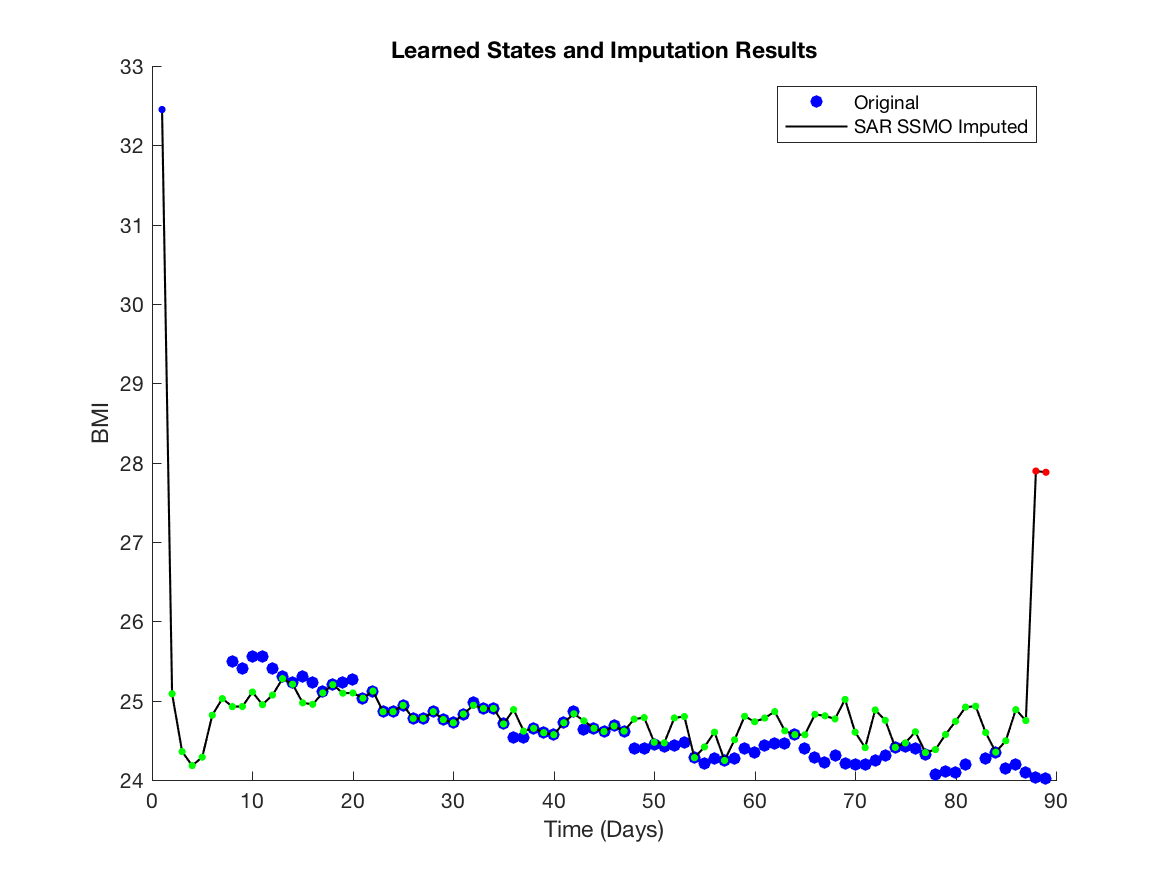 Learned States and Imputation Results
Original
SAR SSMO Imputed
33
32
31
30
29
28
27
26
25
24
BMI
0 10 20 30 40 50 60 70 80 90
Time (Days)